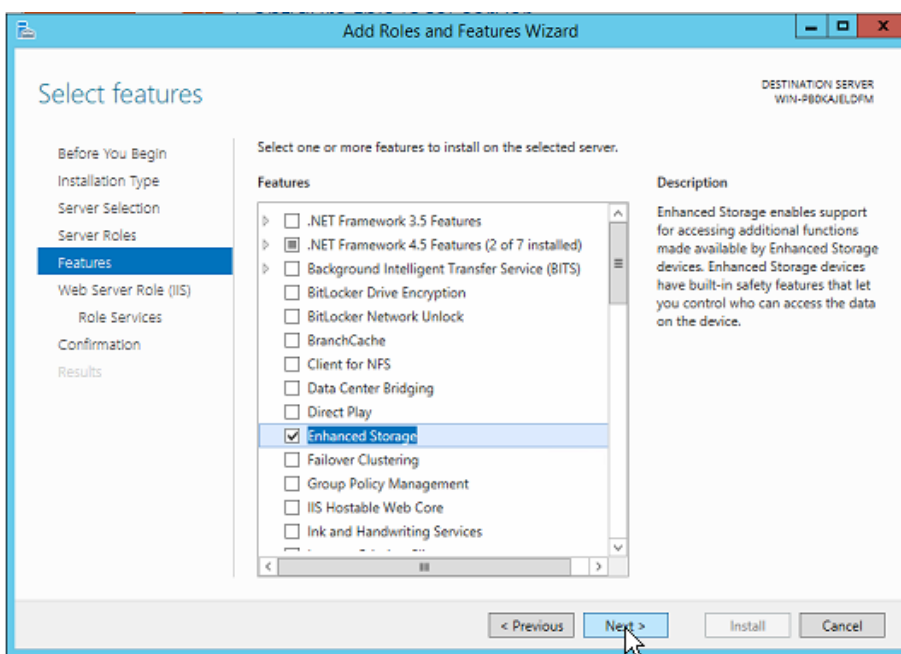 Add Roles and Features Wizard
Select features
DESTINATION SERVER
WIN-PB0KAJELDFM
Before You Begin
Installation Type
Server Selection
Server Roles
Features
Web Server Role (IIS)
Role Services
Confirmation
Results
Select one or more features to install on the selected server.
Features
.NET Framework 3.5 Features
.NET Framework 4.5 Features (2 of 7 installed)
Background Intelligent Transfer Service (BITS)
BitLocker Drive Encryption
BitLocker Network Unlock
BranchCache
Client for NFS
Data Center Bridging
Direct Play
Enhanced Storage
Failover Clustering
Group Policy Management
IIS Hostable Web Core
Ink and Handwriting Services
Description
Enhanced Storage enables support
for accessing additional functions
made available by Enhanced Storage
devices. Enhanced Storage devices
have built-in safety features that let
you control who can access the data
on the device.
< Previous
Next >
Install
Cancel